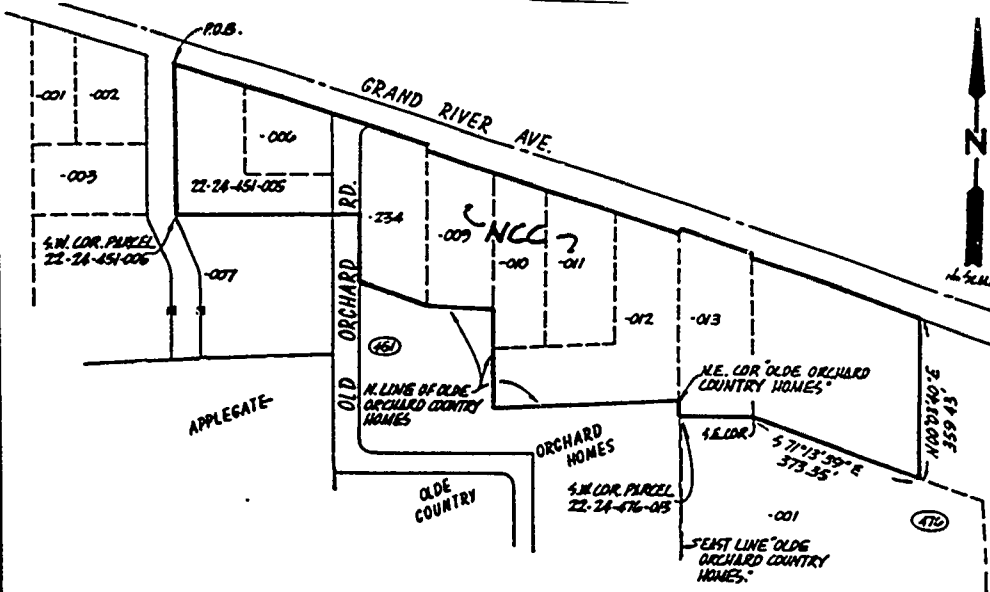 P.O.B.
GRAND RIVER AVE.
-001
-002
-006
-003
22-24-451-005
S.W. COR. PARCEL
22-24-451-006
-007
OLD ORCHARD RD.
-234
-009
NCC
-010
-011
-012
-013
N
461
N. LINE OF OLDE
ORCHARD COUNTRY
HOMES
N.E. COR "OLDE ORCHARD
COUNTRY HOMES"
S.E. COR
S 71°13'39" E
373.35'
359.43'
APPLEGATE
ORCHARD
HOMES
OLDE
COUNTRY
S.W. COR. PARCEL
22-24-476-013
-001
476
EAST LINE "OLDE
ORCHARD COUNTRY
HOMES."